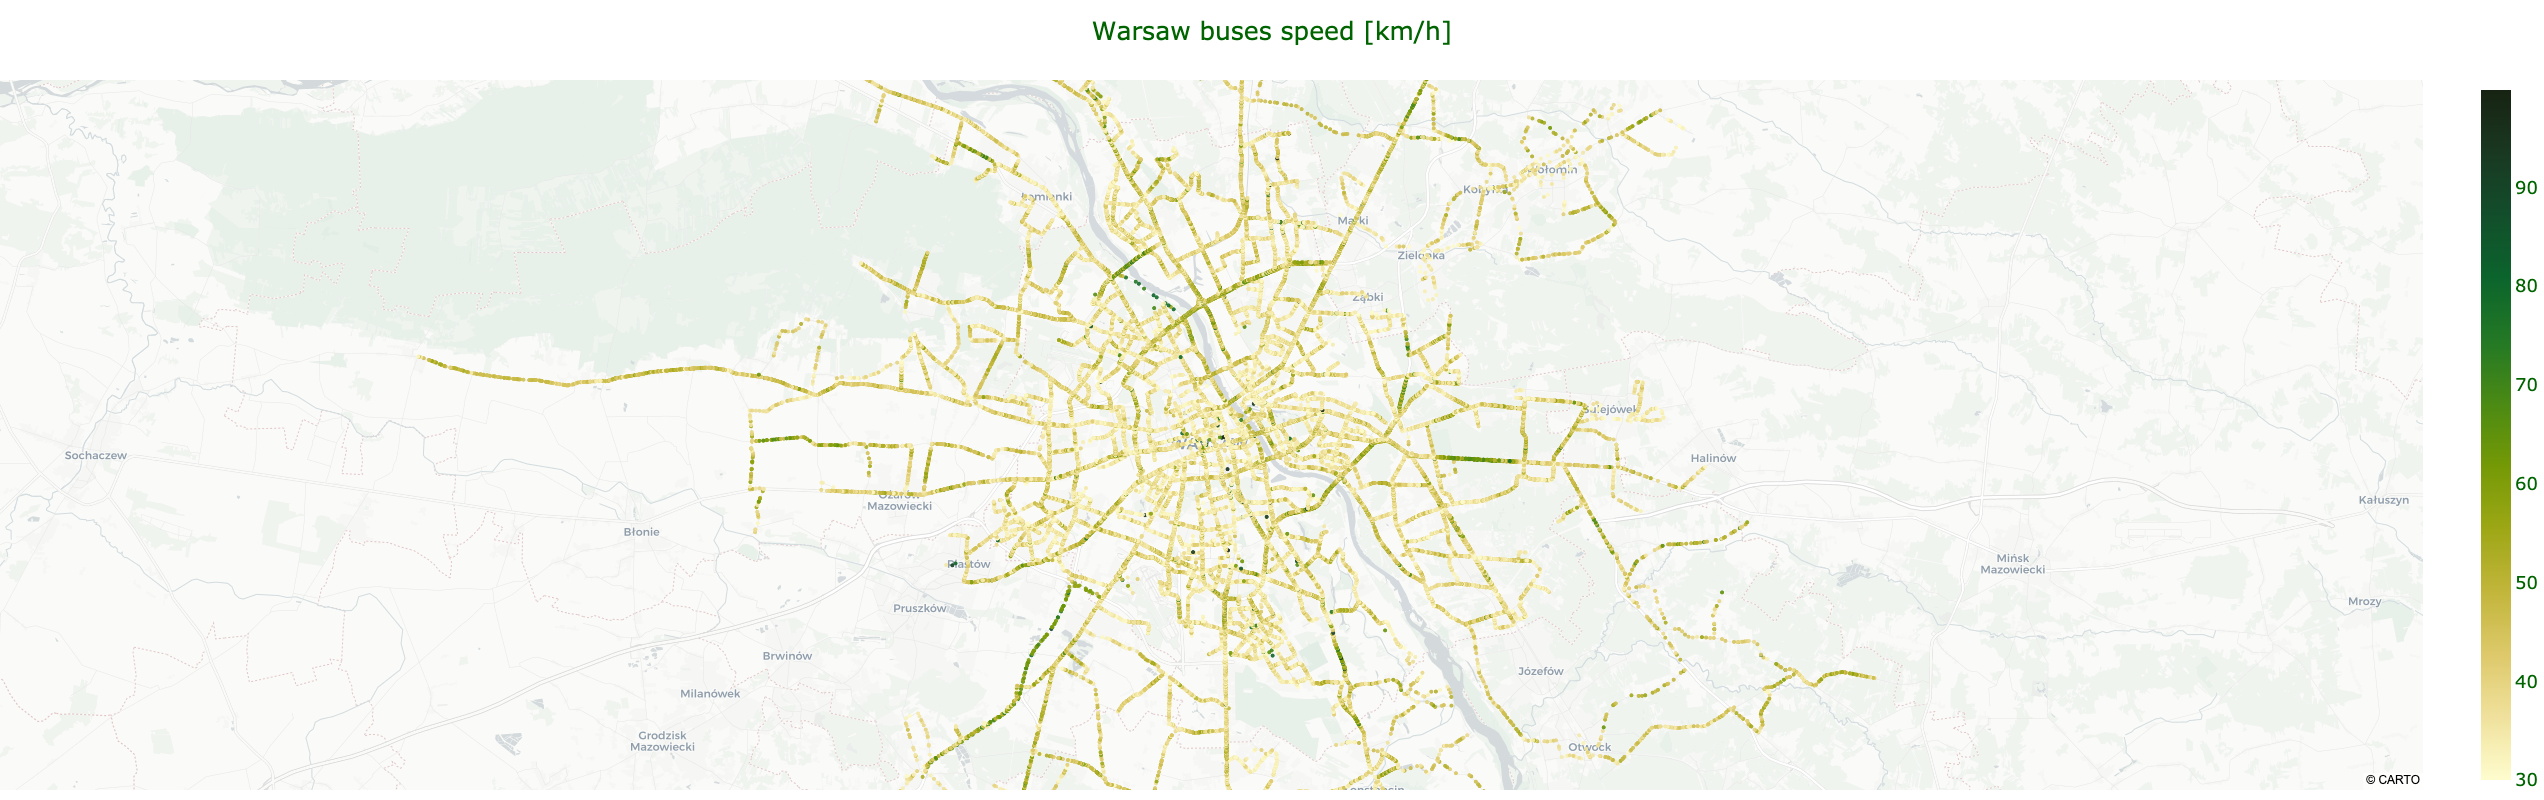 Warsaw buses speed [km/h]
90
80
70
60
50
40
30
Łomianki
Wołomin
Kobyłka
Marki
Zielonka
Ząbki
Sulejówek
Sochaczew
Halinów
Ożarów
Mazowiecki
Kałuszyn
Błonie
Piastów
Mińsk
Mazowiecki
Pruszków
Mrozy
Brwinów
Józefów
Milanówek
Grodzisk
Mazowiecki
Otwock
© CARTO